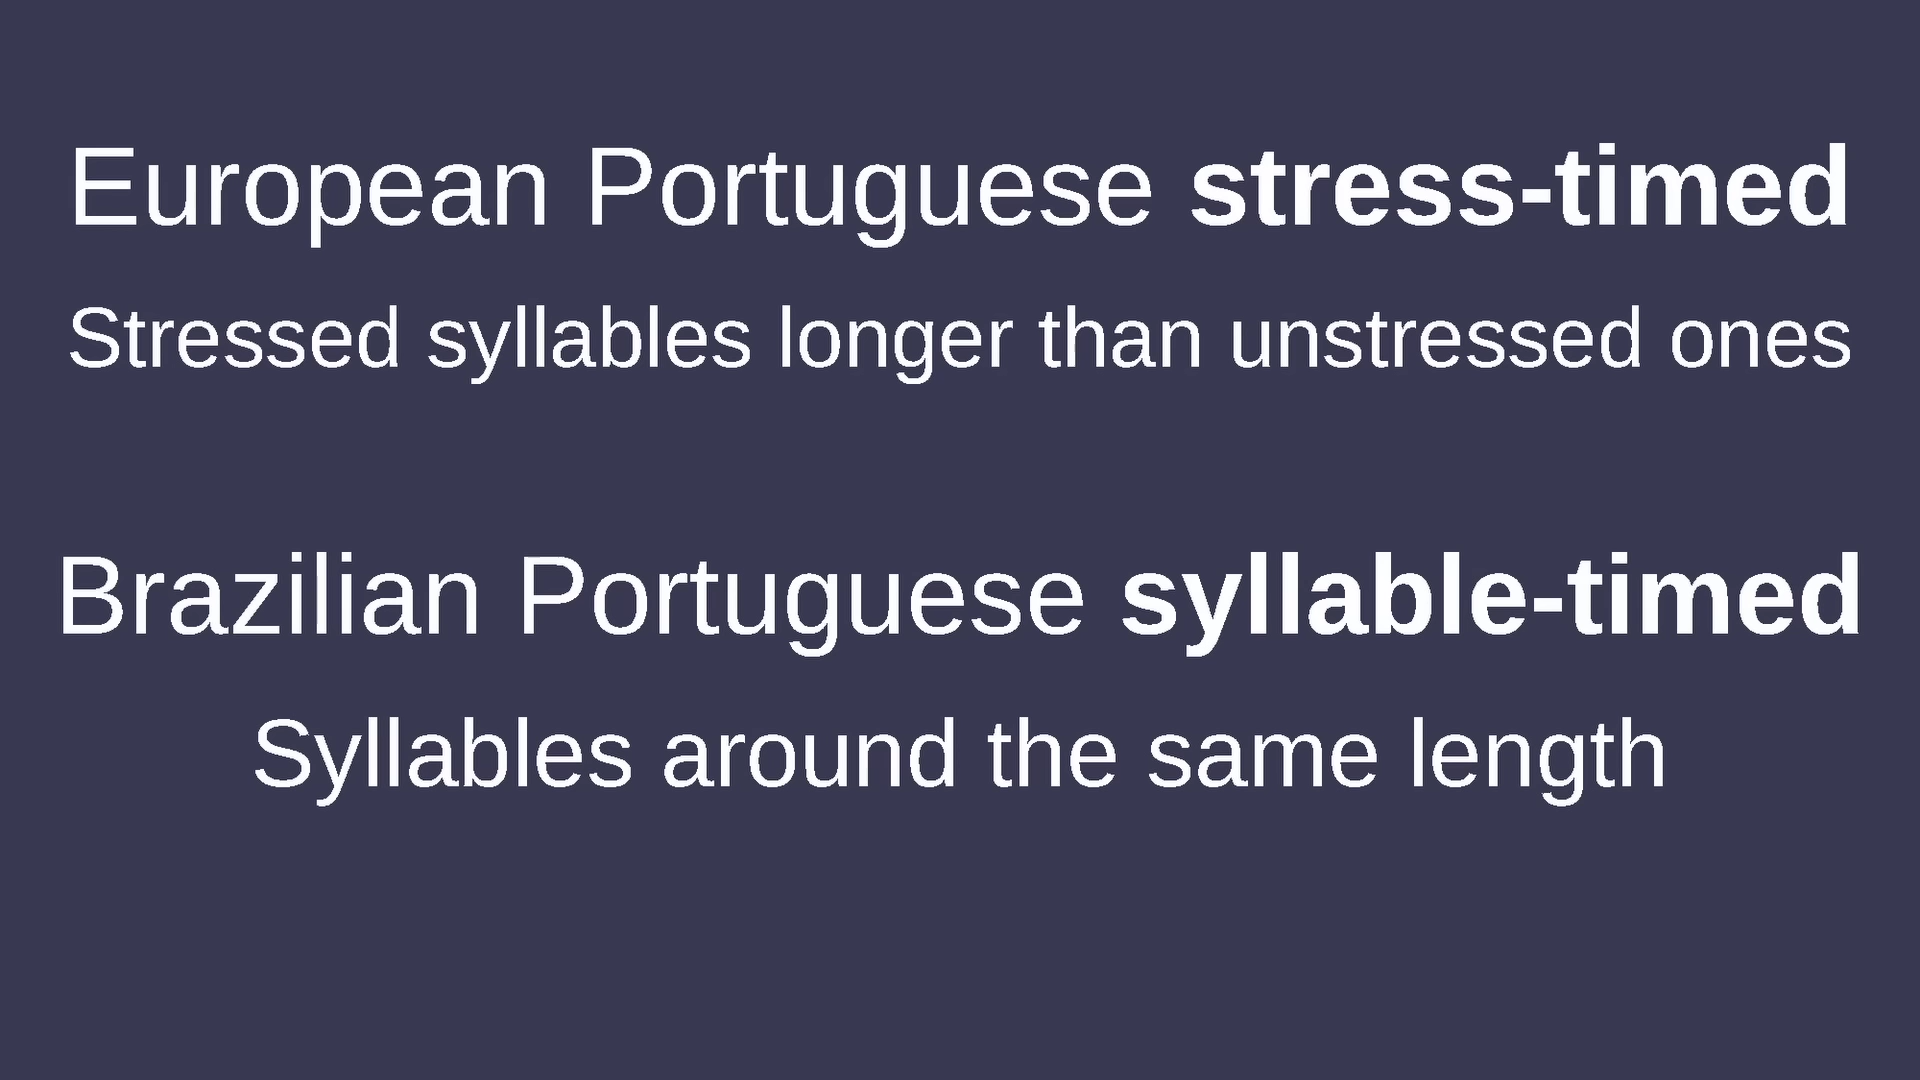 European Portuguese stress-timed
Stressed syllables longer than unstressed ones
Brazilian Portuguese syllable-timed
Syllables around the same length